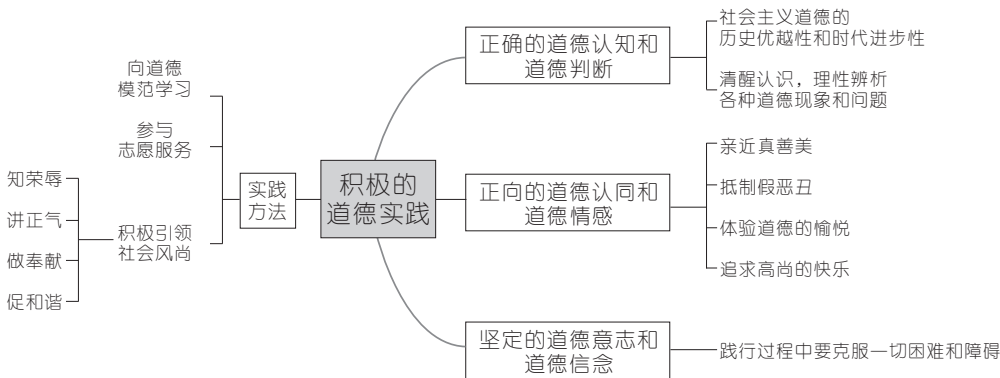 向道德
模范学习
参与
志愿服务
知荣辱
讲正气
做奉献
促和谐
积极引领
社会风尚
实践
方法
积极的
道德实践
正确的道德认知和
道德判断
社会主义道德的
历史优越性和时代进步性
清醒认识，理性辨析
各种道德现象和问题
正向的道德认同和
道德情感
亲近真善美
抵制假恶丑
体验道德的愉悦
追求高尚的快乐
坚定的道德意志和
道德信念
践行过程中要克服一切困难和障碍